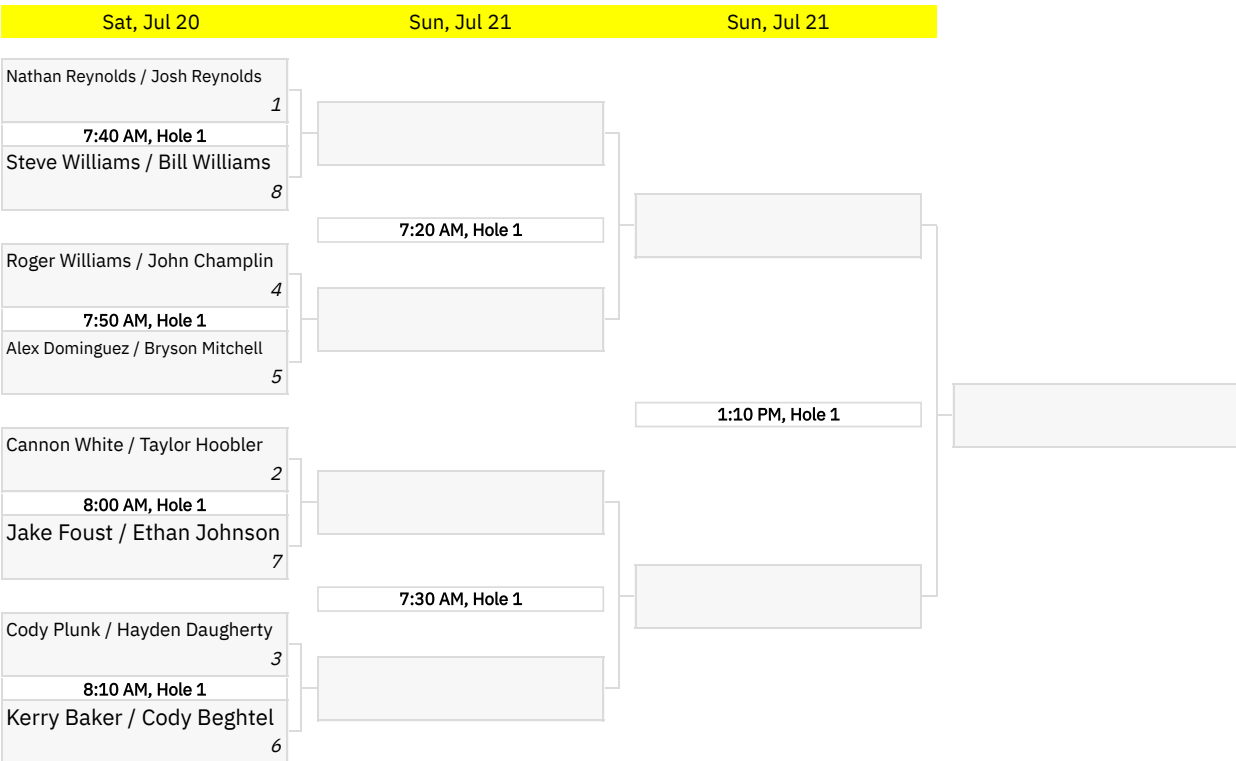 Sat, Jul 20
Sun, Jul 21
Sun, Jul 21
Nathan Reynolds / Josh Reynolds
1
7:40 AM, Hole 1
Steve Williams / Bill Williams
8
7:20 AM, Hole 1
Roger Williams / John Champlin
4
7:50 AM, Hole 1
Alex Dominguez / Bryson Mitchell
5
1:10 PM, Hole 1
Cannon White / Taylor Hoobler
2
8:00 AM, Hole 1
Jake Foust / Ethan Johnson
7
7:30 AM, Hole 1
Cody Plunk / Hayden Daugherty
3
8:10 AM, Hole 1
Kerry Baker / Cody Beghtel
6